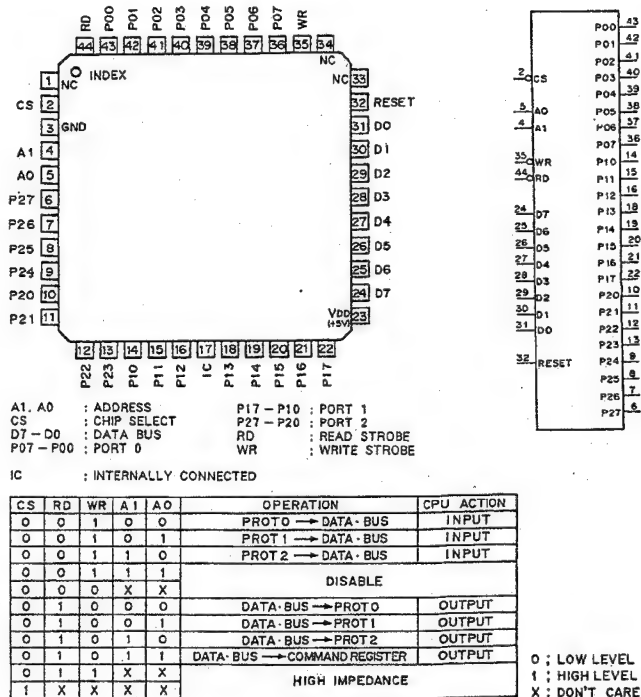 RD P00 P01 P02 P03 P04 P05 P06 P07 WR
44 43 42 41 40 39 38 37 36 35 34
NC
INDEX
1 NC
CS 2
3 GND
A1 4
A0 5
P27 6
P26 7
P25 8
P24 9
P20 10
P21 11
NC 33
32 RESET
31 D0
30 D1
29 D2
28 D3
27 D4
26 D5
25 D6
24 D7
VDD (+5V) 23
12 13 14 15 16 17 18 19 20 21 22
P22 P23 P10 P11 P12 IC P13 P14 P15 P16 P17
2 CS
5 A0
4 A1
35 WR
44 RD
24 D7
25 D6
26 D5
27 D4
28 D3
29 D2
30 D1
31 D0
32 RESET
P00 43
P01 42
P02 41
P03 40
P04 39
P05 38
P06 37
P07 36
P10 14
P11 15
P12 16
P13 18
P14 19
P15 20
P16 21
P17 22
P20 10
P21 11
P22 12
P23 13
P24 9
P25 8
P26 7
P27 6
A1, A0 : ADDRESS
CS : CHIP SELECT
D7 – D0 : DATA BUS
P07 – P00 : PORT 0
P17 – P10 : PORT 1
P27 – P20 : PORT 2
RD : READ STROBE
WR : WRITE STROBE
IC : INTERNALLY CONNECTED
CS RD WR A1 A0 OPERATION CPU ACTION
0 0 1 0 0 PROT0 → DATA·BUS INPUT
0 0 1 0 1 PROT1 → DATA·BUS INPUT
0 0 1 1 0 PROT2 → DATA·BUS INPUT
0 0 1 1 1
DISABLE
0 0 0 X X
0 1 0 0 0 DATA·BUS → PROT0 OUTPUT
0 1 0 0 1 DATA·BUS → PROT1 OUTPUT
0 1 0 1 0 DATA·BUS → PROT2 OUTPUT
0 1 0 1 1 DATA·BUS → COMMAND REGISTER OUTPUT
0 1 1 X X
HIGH IMPEDANCE
1 X X X X
0 ; LOW LEVEL
1 ; HIGH LEVEL
X ; DON'T CARE